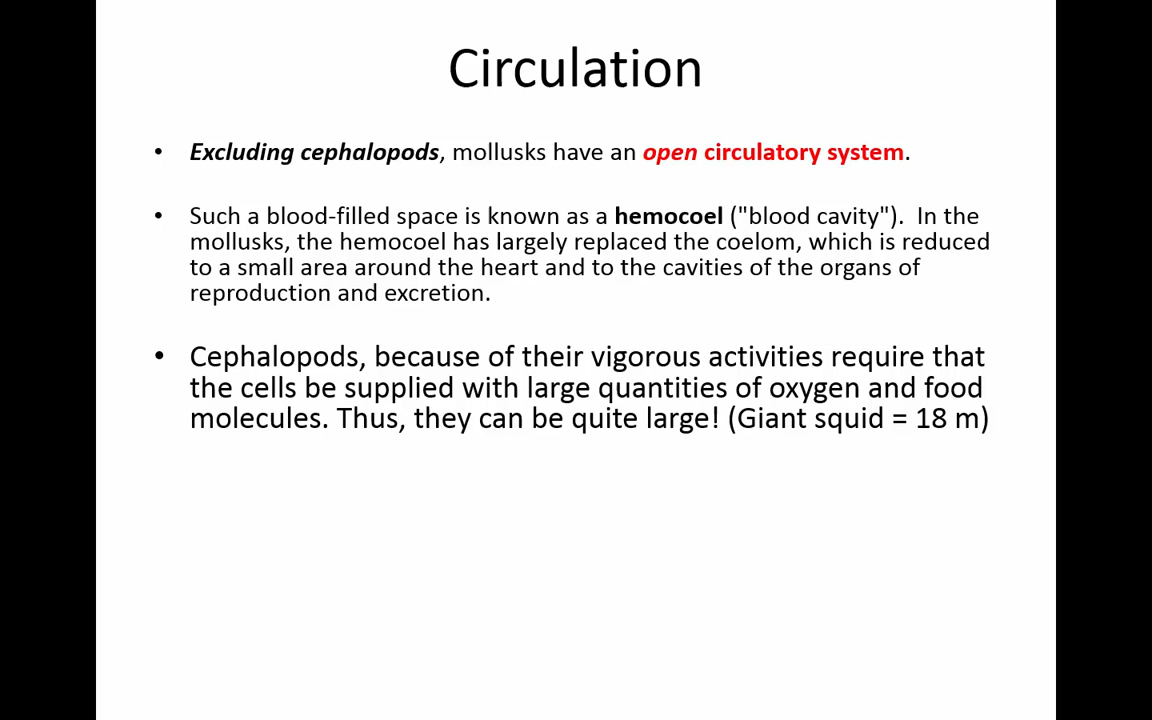 Circulation
• Excluding cephalopods, mollusks have an open circulatory system.
• Such a blood-filled space is known as a hemocoel ("blood cavity").  In the
mollusks, the hemocoel has largely replaced the coelom, which is reduced
to a small area around the heart and to the cavities of the organs of
reproduction and excretion.
• Cephalopods, because of their vigorous activities require that
the cells be supplied with large quantities of oxygen and food
molecules. Thus, they can be quite large! (Giant squid = 18 m)